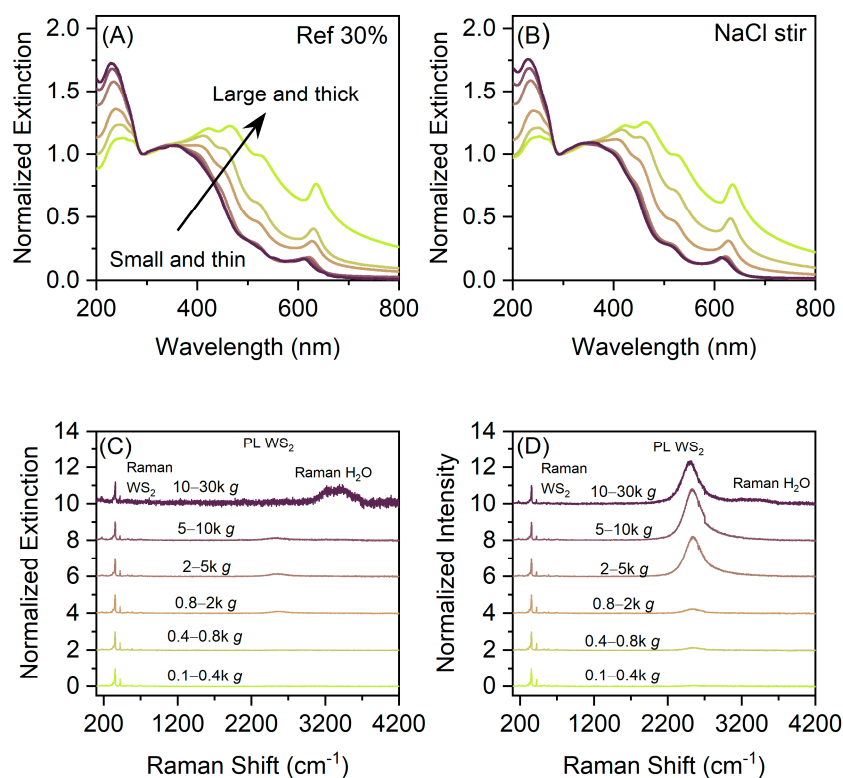 (A)
Ref 30%
Large and thick
Small and thin
Normalized Extinction
2.0
1.5
1.0
0.5
0.0
200
400
600
800
Wavelength (nm)
(B)
NaCl stir
Normalized Extinction
2.0
1.5
1.0
0.5
0.0
200
400
600
800
Wavelength (nm)
(C)
PL WS₂
Raman
WS₂
Raman H₂O
10–30k g
5–10k g
2–5k g
0.8–2k g
0.4–0.8k g
0.1–0.4k g
Normalized Extinction
14
12
10
8
6
4
2
0
200
1200
2200
3200
4200
Raman Shift (cm⁻¹)
(D)
PL WS₂
Raman
WS₂
Raman H₂O
10–30k g
5–10k g
2–5k g
0.8–2k g
0.4–0.8k g
0.1–0.4k g
Normalized Intensity
14
12
10
8
6
4
2
0
200
1200
2200
3200
4200
Raman Shift (cm⁻¹)